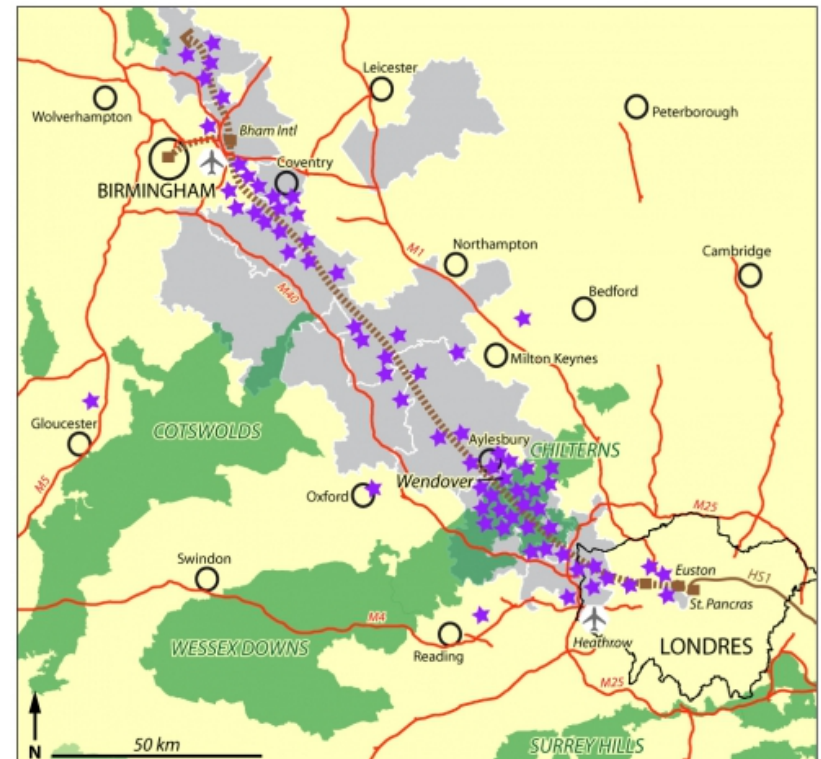 Leicester
Wolverhampton
Peterborough
Bham Intl
Coventry
BIRMINGHAM
M1
Northampton
Cambridge
M40
Bedford
Milton Keynes
Gloucester
COTSWOLDS
Aylesbury
CHILTERNS
Wendover
M5
Oxford
M25
Swindon
Euston
HS1
St. Pancras
M4
WESSEX DOWNS
Reading
Heathrow
LONDRES
M25
N
50 km
SURREY HILLS